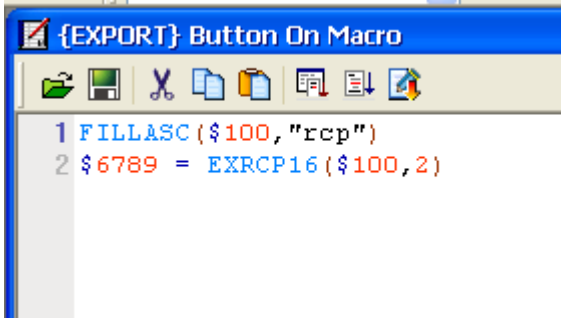 {EXPORT} Button On Macro
1 FILLASC($100,"rcp")
2 $6789 = EXRCP16($100,2)